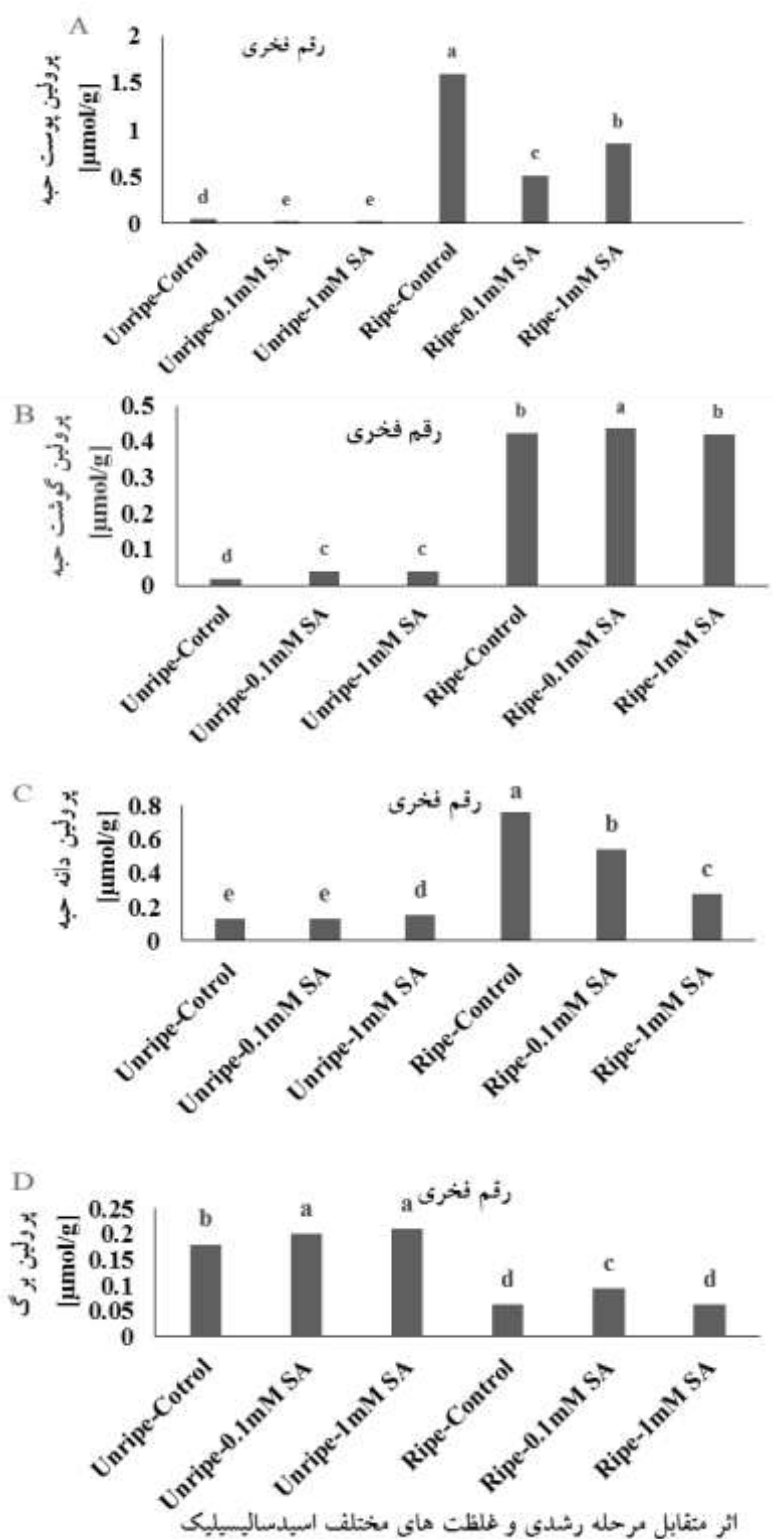 A
رقم فخری
پرولین پوست حبه
[µmol/g]
2
1.5
1
0.5
0
d
e
e
a
c
b
Unripe-Cotrol
Unripe-0.1mM SA
Unripe-1mM SA
Ripe-Control
Ripe-0.1mM SA
Ripe-1mM SA
B
رقم فخری
پرولین گوشت حبه
[µmol/g]
0.5
0.4
0.3
0.2
0.1
0
d
c
c
b
a
b
Unripe-Cotrol
Unripe-0.1mM SA
Unripe-1mM SA
Ripe-Control
Ripe-0.1mM SA
Ripe-1mM SA
C
رقم فخری
پرولین دانه حبه
[µmol/g]
0.8
0.6
0.4
0.2
0
e
e
d
a
b
c
Unripe-Cotrol
Unripe-0.1mM SA
Unripe-1mM SA
Ripe-Control
Ripe-0.1mM SA
Ripe-1mM SA
D
رقم فخری
پرولین برگ
[µmol/g]
0.25
0.2
0.15
0.1
0.05
0
b
a
a
d
c
d
Unripe-Cotrol
Unripe-0.1mM SA
Unripe-1mM SA
Ripe-Control
Ripe-0.1mM SA
Ripe-1mM SA
اثر متقابل مرحله رشدی و غلظت های مختلف اسیدسالیسیلیک